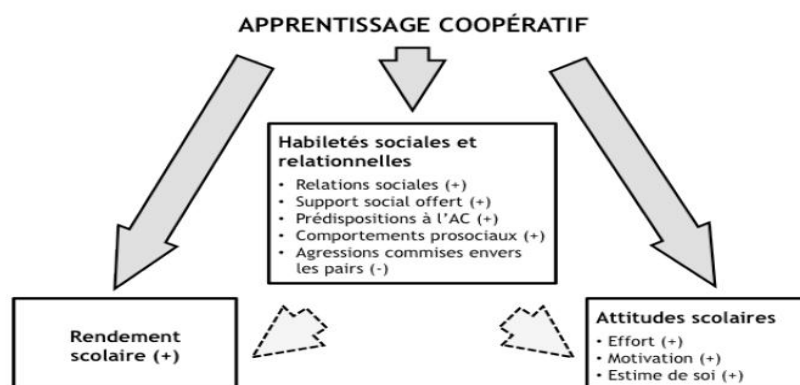 APPRENTISSAGE COOPÉRATIF
Habiletés sociales et
relationnelles
• Relations sociales (+)
• Support social offert (+)
• Prédispositions à l'AC (+)
• Comportements prosociaux (+)
• Agressions commises envers
les pairs (-)
Rendement
scolaire (+)
Attitudes scolaires
• Effort (+)
• Motivation (+)
• Estime de soi (+)